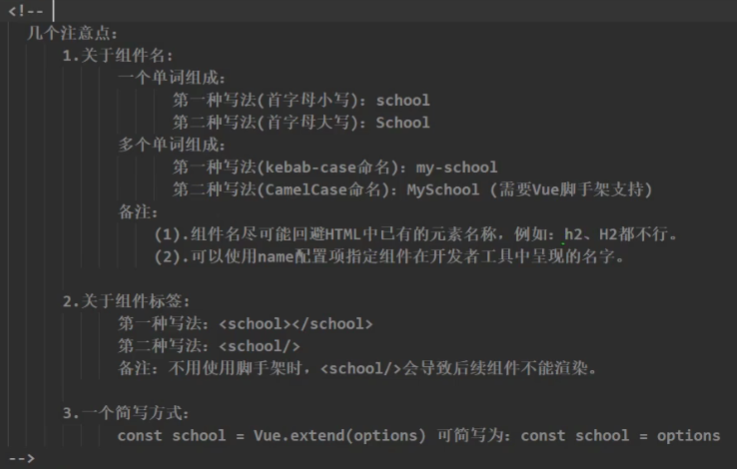 <!--
几个注意点:
1.关于组件名:
一个单词组成:
第一种写法(首字母小写): school
第二种写法(首字母大写): School
多个单词组成:
第一种写法(kebab-case命名): my-school
第二种写法(CamelCase命名): MySchool (需要Vue脚手架支持)
备注:
(1).组件名尽可能回避HTML中已有的元素名称，例如: h2、H2都不行。
(2).可以使用name配置项指定组件在开发者工具中呈现的名字。
2.关于组件标签:
第一种写法: <school></school>
第二种写法: <school/>
备注: 不用使用脚手架时，<school/>会导致后续组件不能渲染。
3.一个简写方式:
const school = Vue.extend(options) 可简写为: const school = options
-->